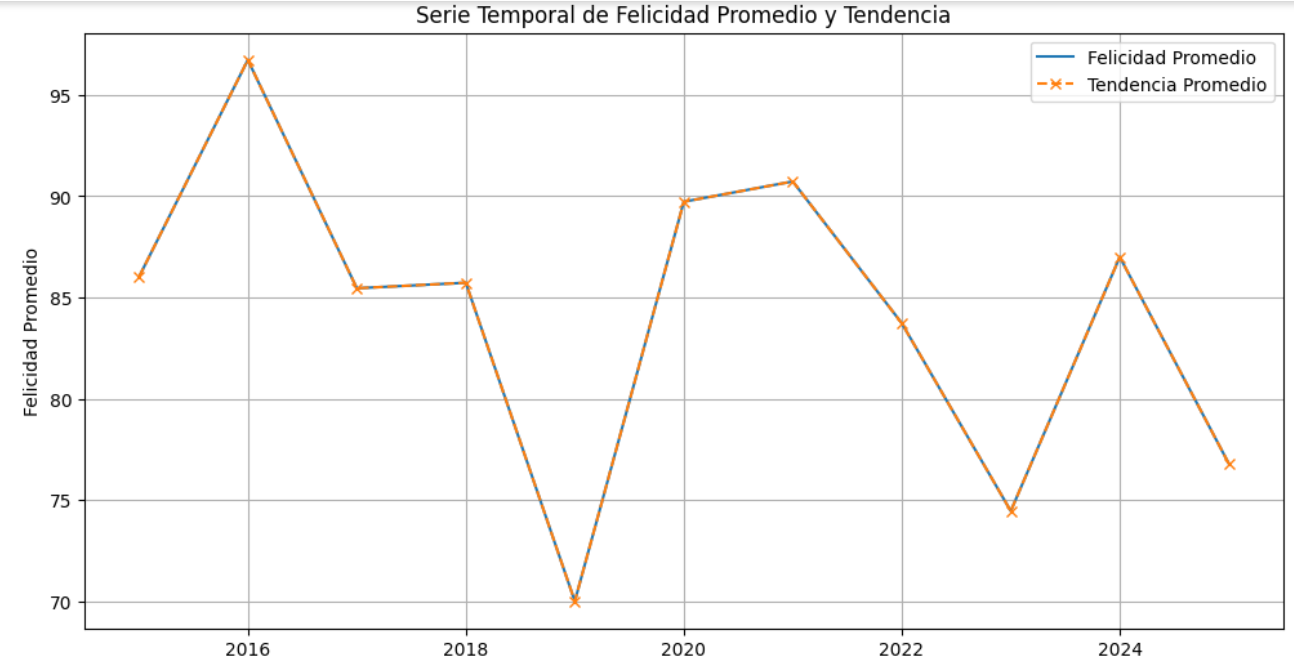 Serie Temporal de Felicidad Promedio y Tendencia
Felicidad Promedio
Tendencia Promedio
95
90
85
80
75
70
Felicidad Promedio
2016 2018 2020 2022 2024